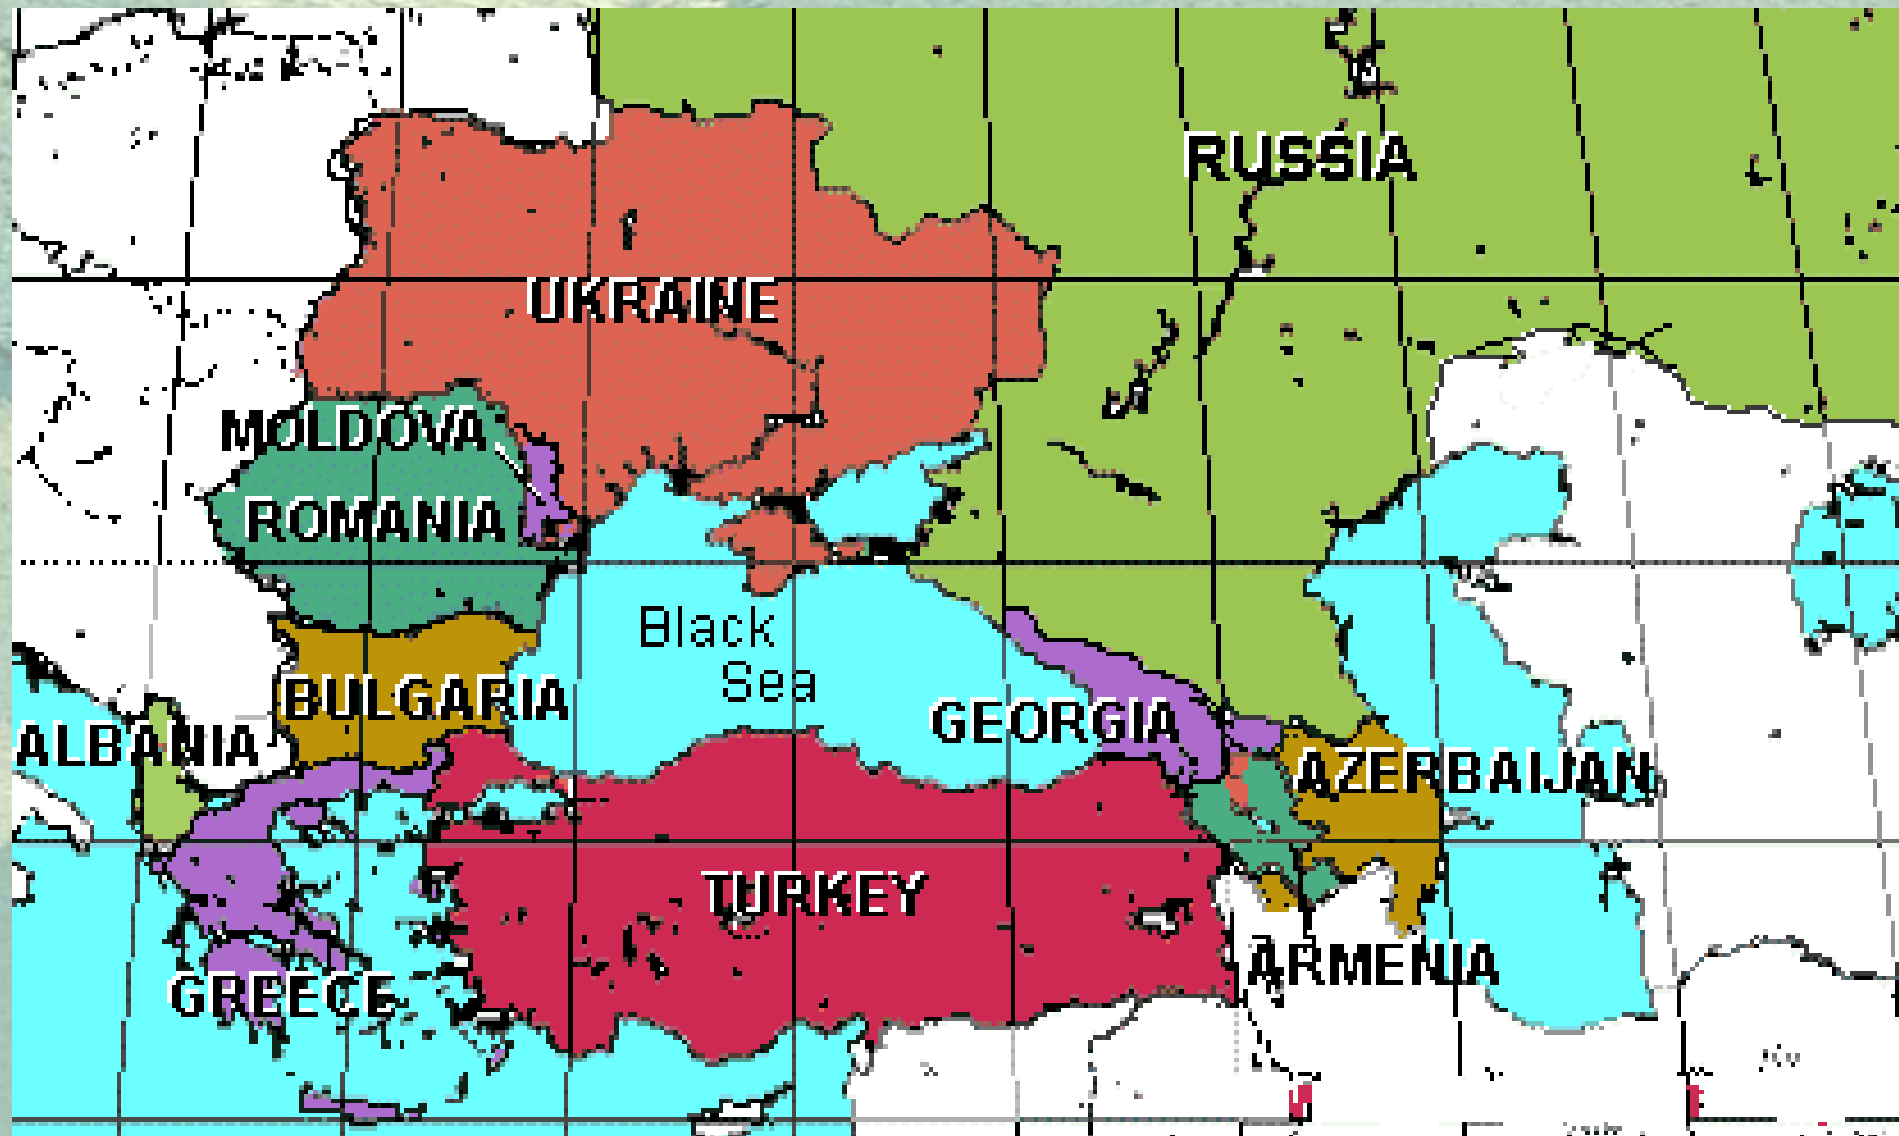 RUSSIA
UKRAINE
MOLDOVA
ROMANIA
Black
Sea
BULGARIA
GEORGIA
ALBANIA
AZERBAIJAN
TURKEY
ARMENIA
GREECE